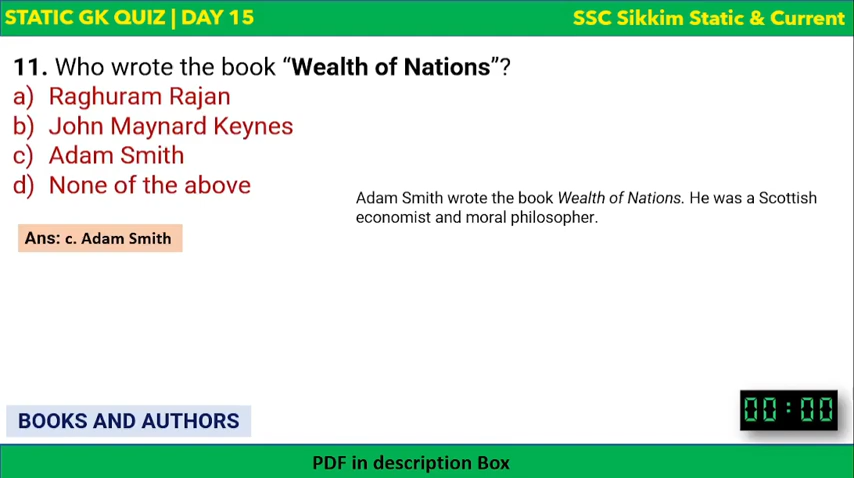 STATIC GK QUIZ | DAY 15
SSC Sikkim Static & Current
11. Who wrote the book “Wealth of Nations”?
a) Raghuram Rajan
b) John Maynard Keynes
c) Adam Smith
d) None of the above
Adam Smith wrote the book Wealth of Nations. He was a Scottish
economist and moral philosopher.
Ans: c. Adam Smith
BOOKS AND AUTHORS
00:00
PDF in description Box